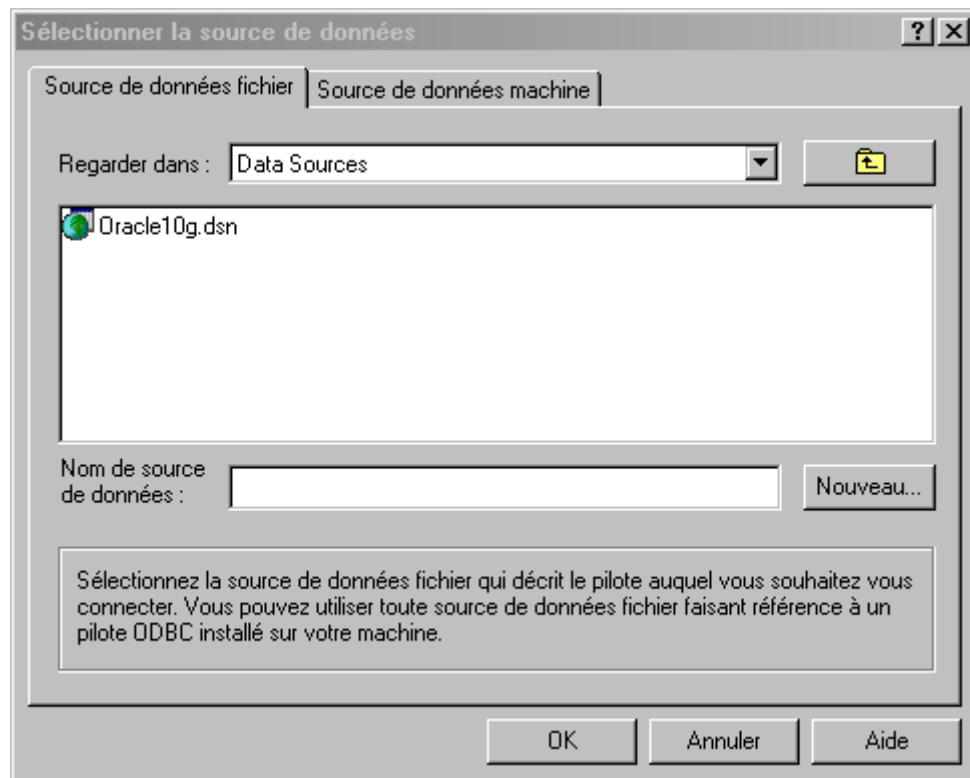 Sélectionner la source de données
Source de données fichier
Source de données machine
Regarder dans :
Data Sources
Oracle10g.dsn
Nom de source
de données :
Nouveau...
Sélectionnez la source de données fichier qui décrit le pilote auquel vous souhaitez vous
connecter. Vous pouvez utiliser toute source de données fichier faisant référence à un
pilote ODBC installé sur votre machine.
OK
Annuler
Aide